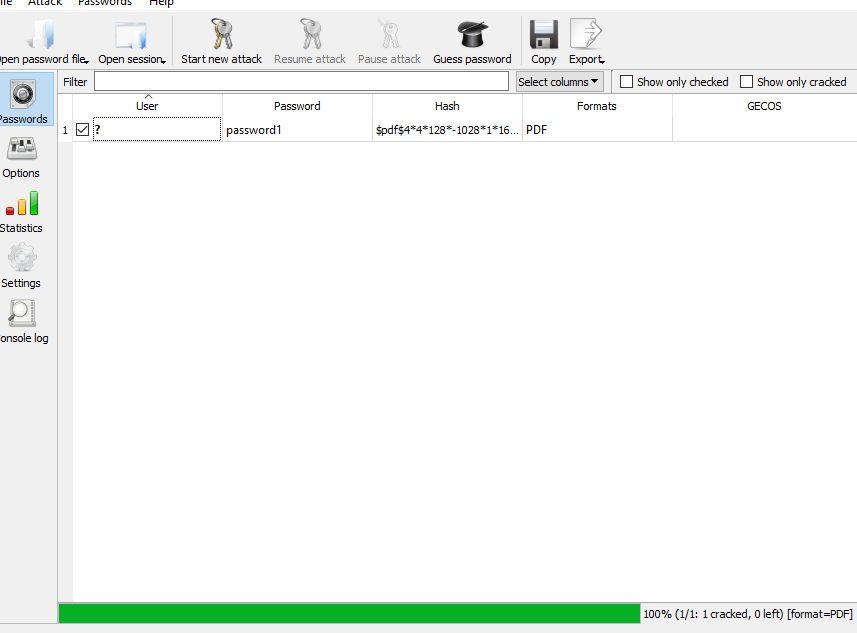 ile Attack Passwords Help
pen password file Open session Start new attack Resume attack Pause attack Guess password Copy Export
Filter Select columns Show only checked Show only cracked
User Password Hash Formats GECOS
1 ? password1 $pdf$4*4*128*-1028*1*16... PDF
asswords
Options
Statistics
Settings
onsole log
100% (1/1: 1 cracked, 0 left) [format=PDF]